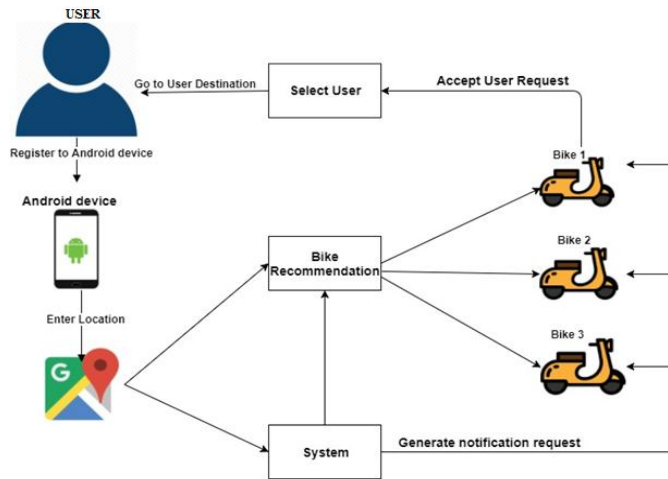 USER
Go to User Destination
Select User
Accept User Request
Register to Android device
Bike 1
Android device
Bike
Recommendation
Bike 2
Enter Location
Bike 3
G
System
Generate notification request